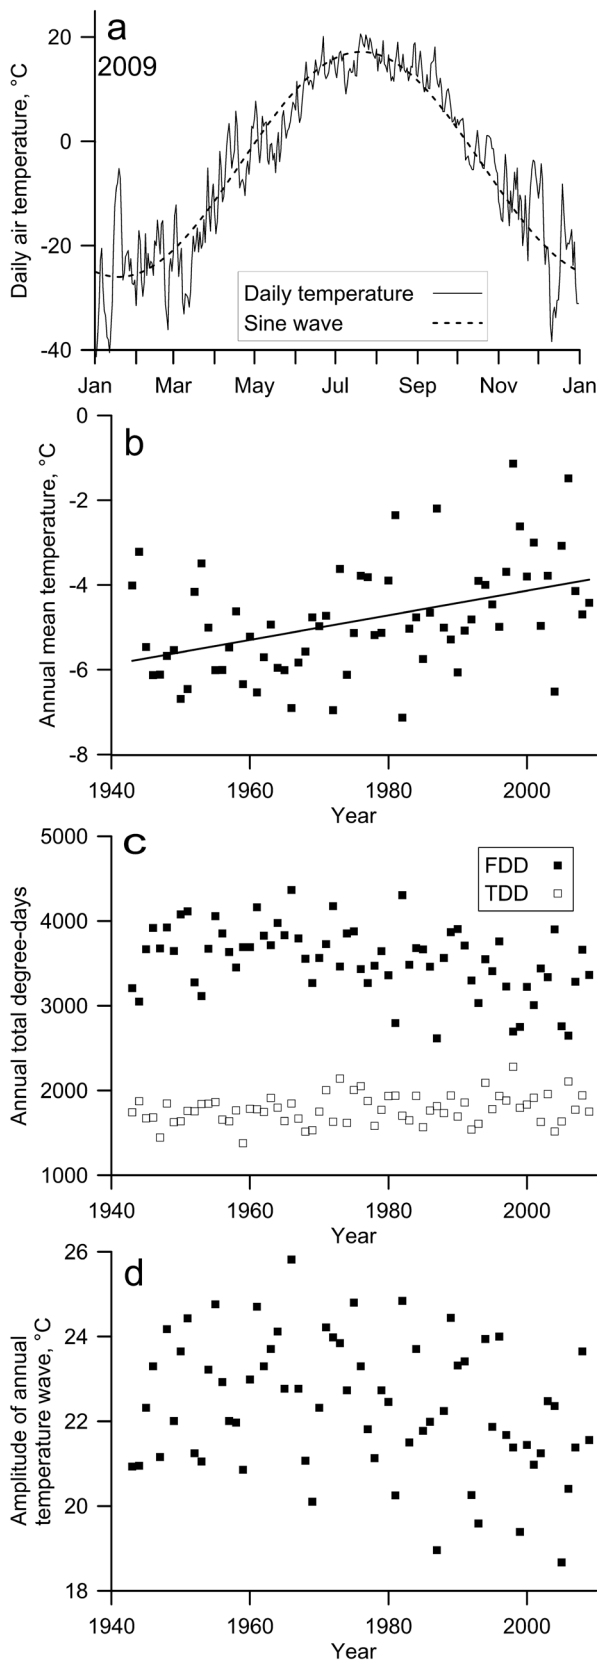 a
2009
Daily air temperature, °C
20
0
-20
-40
Daily temperature
Sine wave
Jan Mar May Jul Sep Nov Jan
b
Annual mean temperature, °C
0
-2
-4
-6
-8
1940 1960 1980 2000
Year
c
Annual total degree-days
5000
4000
3000
2000
1000
FDD
TDD
1940 1960 1980 2000
Year
d
Amplitude of annual
temperature wave, °C
26
24
22
20
18
1940 1960 1980 2000
Year